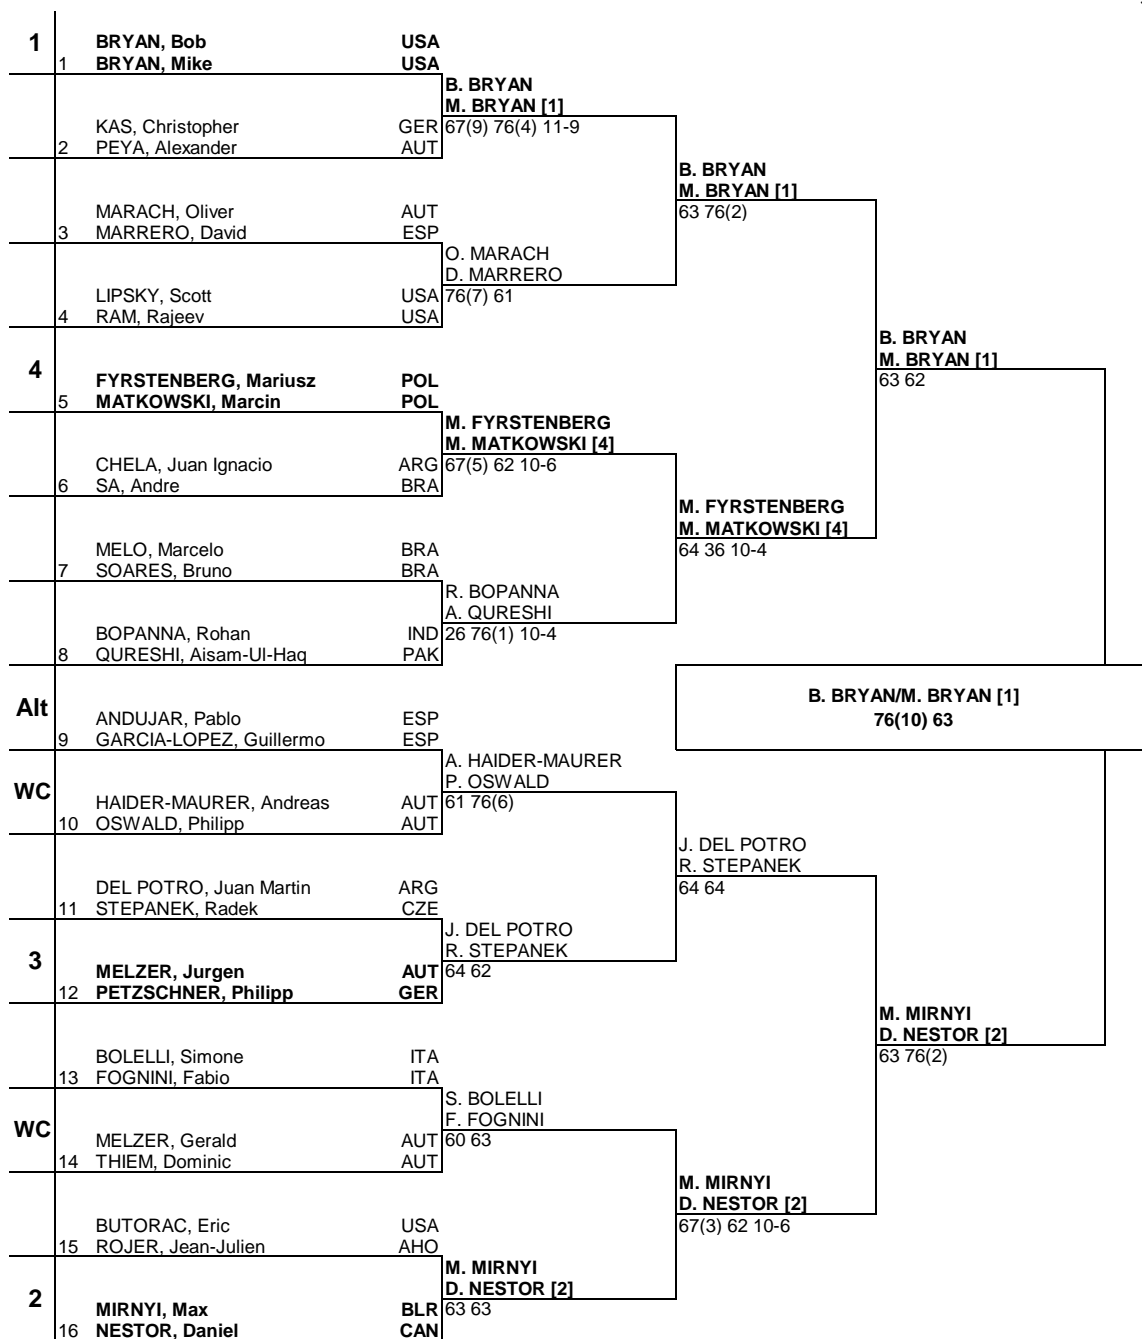 1
BRYAN, Bob USA
1 BRYAN, Mike USA
B. BRYAN
M. BRYAN [1]
KAS, Christopher GER 67(9) 76(4) 11-9
2 PEYA, Alexander AUT
B. BRYAN
M. BRYAN [1]
MARACH, Oliver AUT 63 76(2)
3 MARRERO, David ESP
O. MARACH
D. MARRERO
LIPSKY, Scott USA 76(7) 61
4 RAM, Rajeev USA
B. BRYAN
M. BRYAN [1]
4
FYRSTENBERG, Mariusz POL 63 62
5 MATKOWSKI, Marcin POL
M. FYRSTENBERG
M. MATKOWSKI [4]
CHELA, Juan Ignacio ARG 67(5) 62 10-6
6 SA, Andre BRA
M. FYRSTENBERG
M. MATKOWSKI [4]
MELO, Marcelo BRA 64 36 10-4
7 SOARES, Bruno BRA
R. BOPANNA
A. QURESHI
BOPANNA, Rohan IND 26 76(1) 10-4
8 QURESHI, Aisam-Ul-Haq PAK
B. BRYAN/M. BRYAN [1]
76(10) 63
Alt
ANDUJAR, Pablo ESP
9 GARCIA-LOPEZ, Guillermo ESP
A. HAIDER-MAURER
P. OSWALD
WC
HAIDER-MAURER, Andreas AUT 61 76(6)
10 OSWALD, Philipp AUT
J. DEL POTRO
R. STEPANEK
DEL POTRO, Juan Martin ARG 64 64
11 STEPANEK, Radek CZE
J. DEL POTRO
R. STEPANEK
3
MELZER, Jurgen AUT 64 62
12 PETZSCHNER, Philipp GER
M. MIRNYI
D. NESTOR [2]
BOLELLI, Simone ITA 63 76(2)
13 FOGNINI, Fabio ITA
S. BOLELLI
F. FOGNINI
WC
MELZER, Gerald AUT 60 63
14 THIEM, Dominic AUT
M. MIRNYI
D. NESTOR [2]
BUTORAC, Eric USA 67(3) 62 10-6
15 ROJER, Jean-Julien AHO
M. MIRNYI
D. NESTOR [2]
2
MIRNYI, Max BLR 63 63
16 NESTOR, Daniel CAN